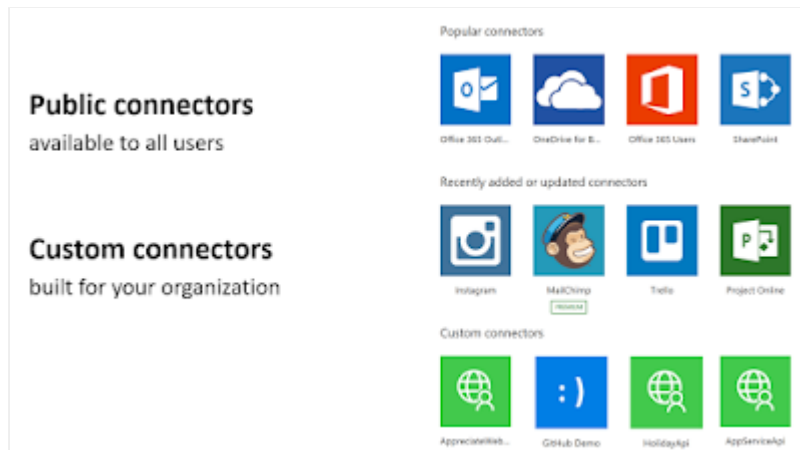 Public connectors
available to all users
Custom connectors
built for your organization
Popular connectors
Office 365 Outl...
OneDrive for B...
Office 365 Users
SharePoint
Recently added or updated connectors
Instagram
MailChimp
PREMIUM
Trello
Project Online
Custom connectors
AppreciateWeb...
GitHub Demo
HolidayApi
AppServiceApi